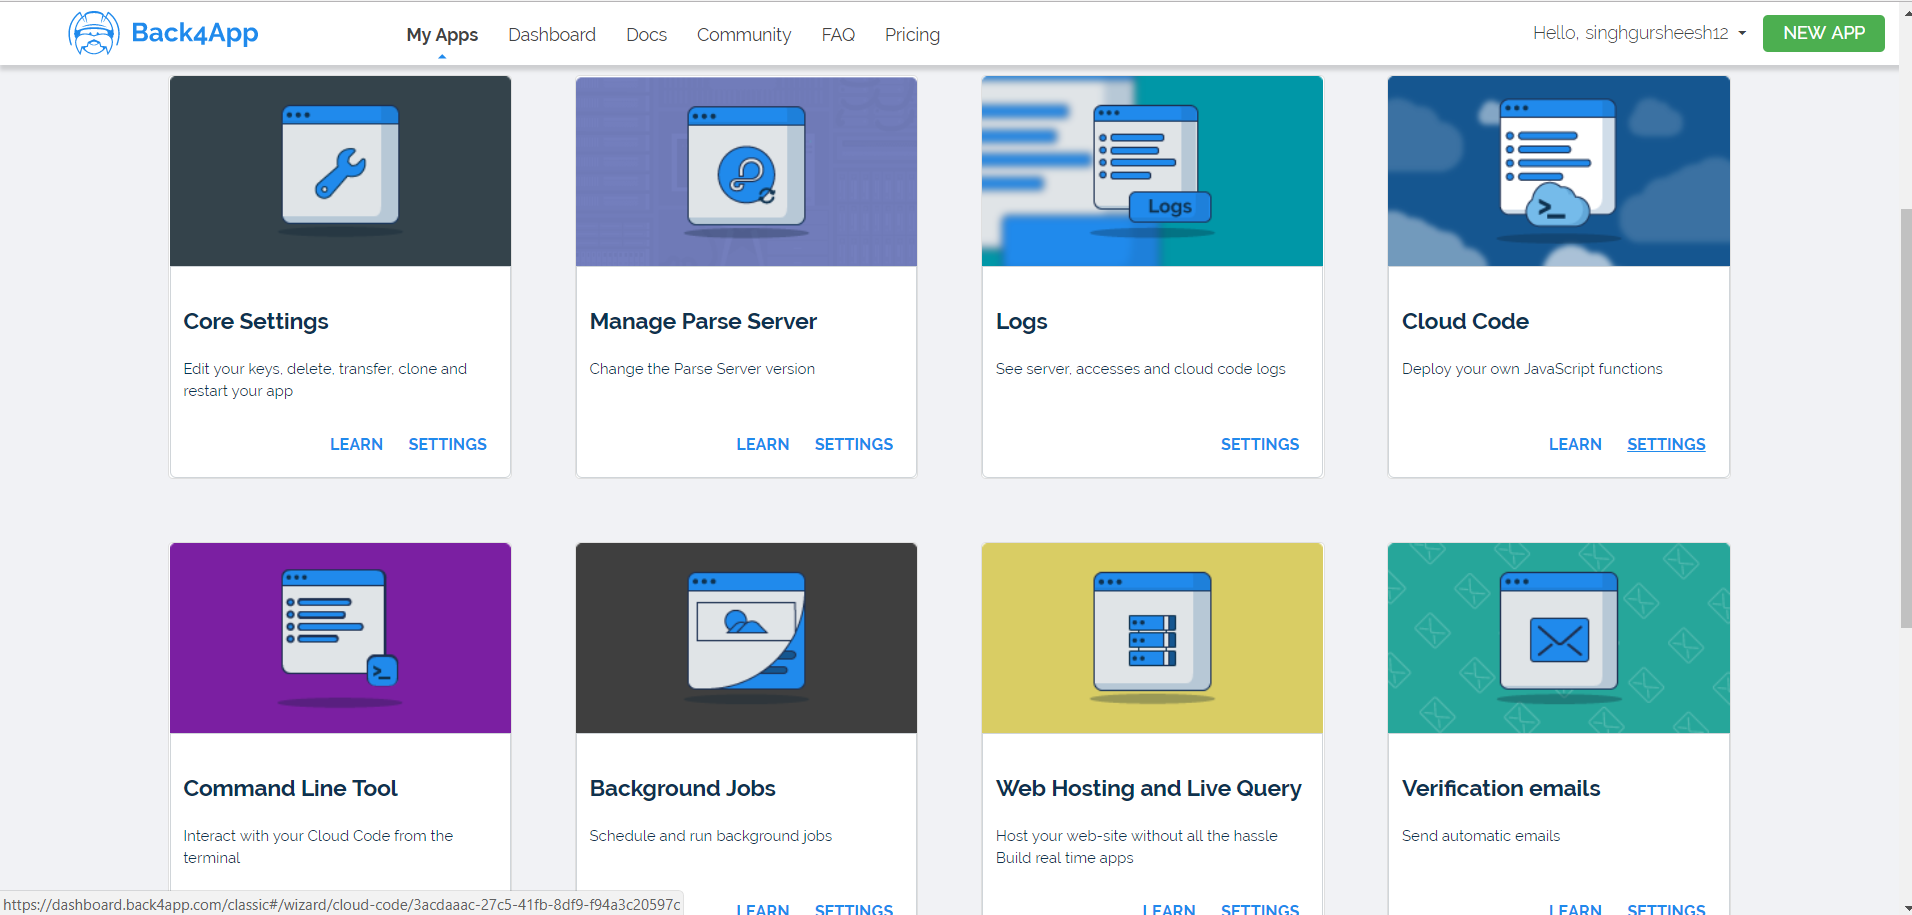 Back4App
My Apps
Dashboard
Docs
Community
FAQ
Pricing
Hello, singhgursheesh12
NEW APP
Logs
Core Settings
Edit your keys, delete, transfer, clone and
restart your app
LEARN
SETTINGS
Manage Parse Server
Change the Parse Server version
LEARN
SETTINGS
Logs
See server, accesses and cloud code logs
SETTINGS
Cloud Code
Deploy your own JavaScript functions
LEARN
SETTINGS
Command Line Tool
Interact with your Cloud Code from the
terminal
Background Jobs
Schedule and run background jobs
LEARN
SETTINGS
Web Hosting and Live Query
Host your web-site without all the hassle
Build real time apps
LEARN
SETTINGS
Verification emails
Send automatic emails
LEARN
SETTINGS
https://dashboard.back4app.com/classic#/wizard/cloud-code/3acdaaac-27c5-41fb-8df9-f94a3c20597c